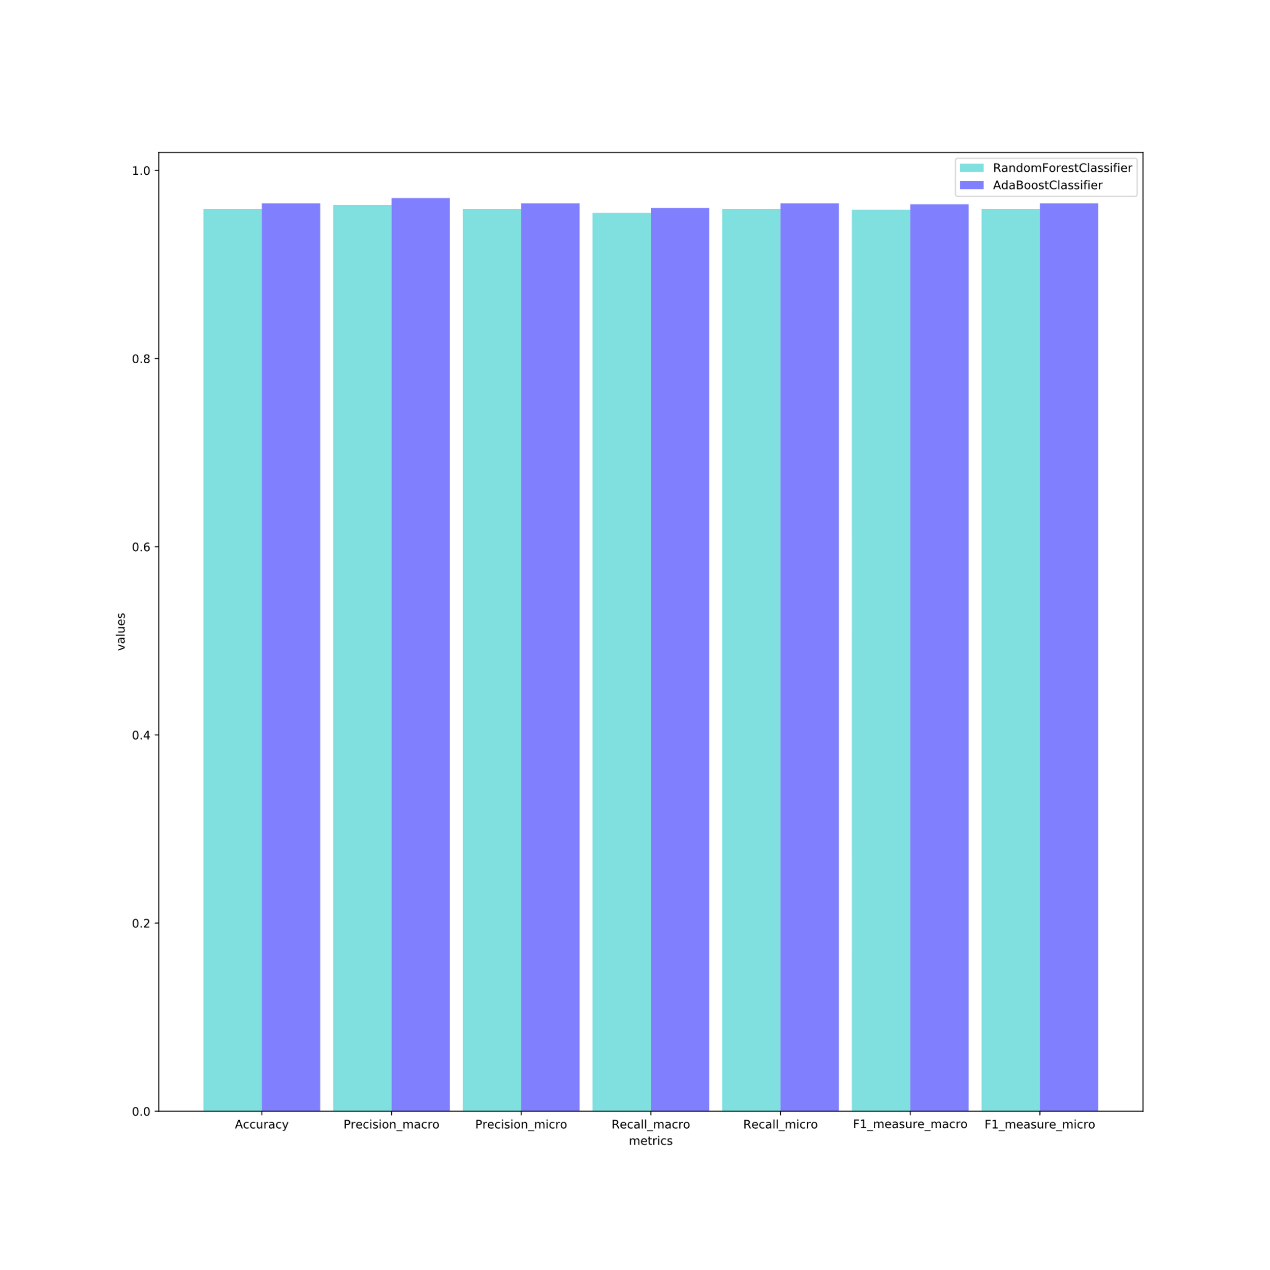 RandomForestClassifier
AdaBoostClassifier
1.0
0.8
0.6
0.4
0.2
0.0
values
Accuracy Precision_macro Precision_micro Recall_macro Recall_micro F1_measure_macro F1_measure_micro
metrics